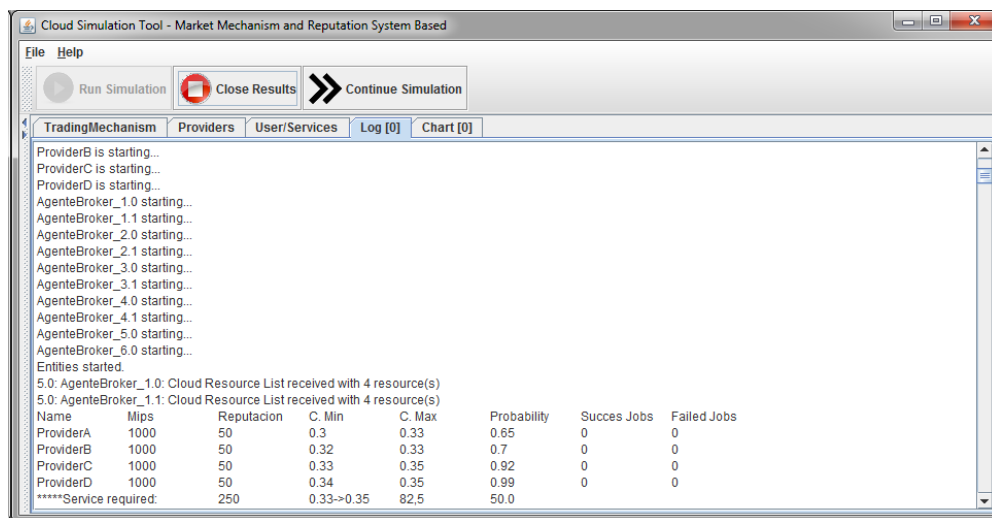 Cloud Simulation Tool - Market Mechanism and Reputation System Based
File Help
Run Simulation Close Results Continue Simulation
TradingMechanism Providers User/Services Log [0] Chart [0]
ProviderB is starting...
ProviderC is starting...
ProviderD is starting...
AgenteBroker_1.0 starting...
AgenteBroker_1.1 starting...
AgenteBroker_2.0 starting...
AgenteBroker_2.1 starting...
AgenteBroker_3.0 starting...
AgenteBroker_3.1 starting...
AgenteBroker_4.0 starting...
AgenteBroker_4.1 starting...
AgenteBroker_5.0 starting...
AgenteBroker_6.0 starting...
Entities started.
5.0: AgenteBroker_1.0: Cloud Resource List received with 4 resource(s)
5.0: AgenteBroker_1.1: Cloud Resource List received with 4 resource(s)
Name Mips Reputacion C. Min C. Max Probability Succes Jobs Failed Jobs
ProviderA 1000 50 0.3 0.33 0.65 0 0
ProviderB 1000 50 0.32 0.33 0.7 0 0
ProviderC 1000 50 0.33 0.35 0.92 0 0
ProviderD 1000 50 0.34 0.35 0.99 0 0
*****Service required: 250 0.33->0.35 82,5 50.0